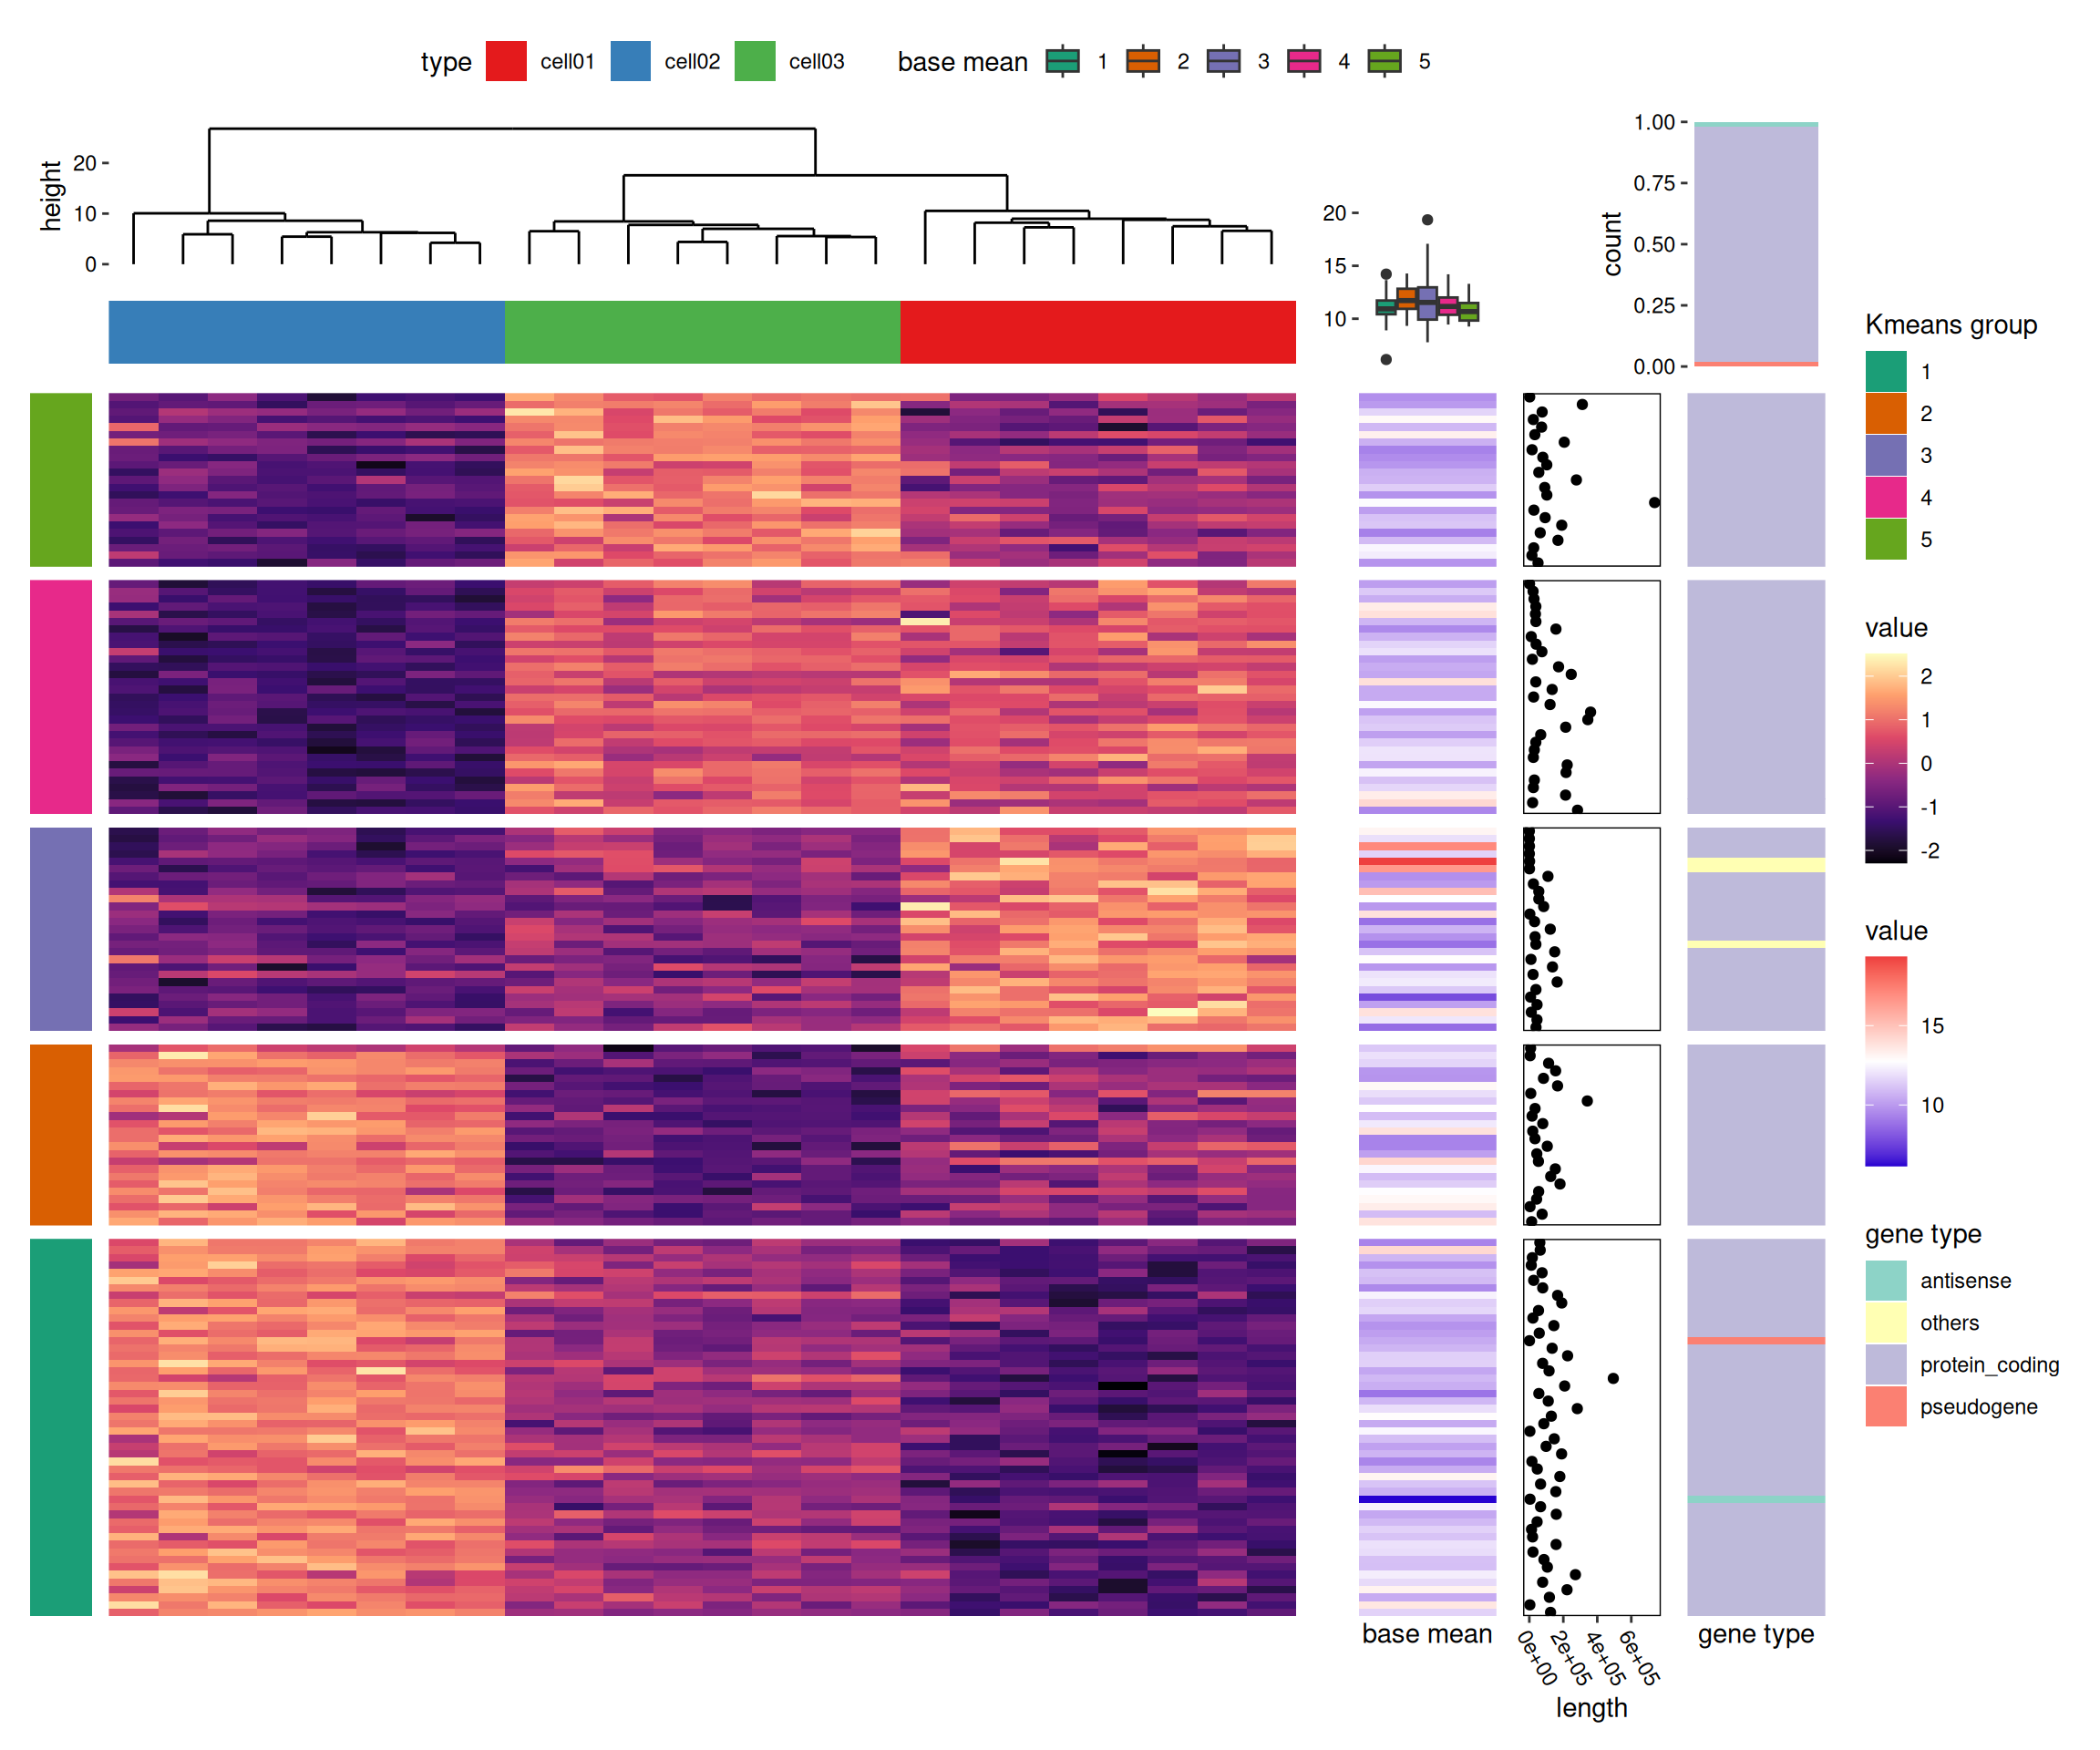 type cell01 cell02 cell03 base mean 1 2 3 4 5
height
20
10
0
20
15
10
count
1.00
0.75
0.50
0.25
0.00
Kmeans group
1
2
3
4
5
value
2
1
0
-1
-2
value
15
10
gene type
antisense
others
protein_coding
pseudogene
base mean
0e+00 2e+05 4e+05 6e+05
length
gene type